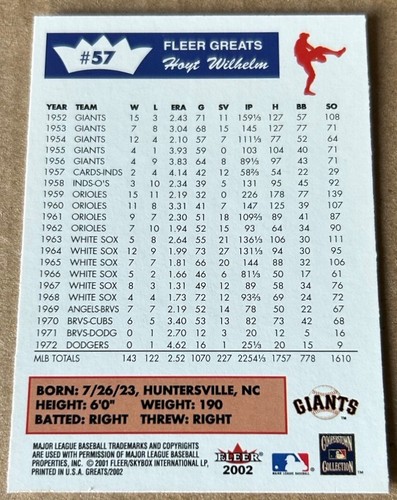 #57
FLEER GREATS
Hoyt Wilhelm
YEAR TEAM W L ERA G SV IP H BB SO
1952 GIANTS 15 3 2.43 71 11 159⅓ 127 57 108
1953 GIANTS 7 8 3.04 68 15 145 127 77 71
1954 GIANTS 12 4 2.10 57 7 111⅓ 77 52 64
1955 GIANTS 4 1 3.93 59 0 103 104 40 71
1956 GIANTS 4 9 3.83 64 8 89⅓ 97 43 71
1957 CARDS-INDS 2 4 4.14 42 12 58⅔ 54 22 29
1958 INDS-O'S 3 10 2.34 39 5 131 95 45 92
1959 ORIOLES 15 11 2.19 32 0 226 178 77 139
1960 ORIOLES 11 8 3.31 41 7 147 125 39 107
1961 ORIOLES 9 7 2.30 51 18 109⅔ 89 41 87
1962 ORIOLES 7 10 1.94 52 15 93 64 34 90
1963 WHITE SOX 5 8 2.64 55 21 136⅓ 106 30 111
1964 WHITE SOX 12 9 1.99 73 27 131⅓ 94 30 95
1965 WHITE SOX 7 7 1.81 66 20 144 88 32 106
1966 WHITE SOX 5 2 1.66 46 6 81⅓ 50 17 61
1967 WHITE SOX 8 3 1.31 49 12 89 58 34 76
1968 WHITE SOX 4 4 1.73 72 12 93⅔ 69 24 72
1969 ANGELS-BRVS 7 7 2.19 52 14 78 50 22 67
1970 BRVS-CUBS 6 5 3.40 53 13 82 73 42 68
1971 BRVS-DODG 0 1 2.70 12 3 20 12 5 16
1972 DODGERS 0 1 4.62 16 1 25⅓ 20 15 9
MLB TOTALS 143 122 2.52 1070 227 2254⅓ 1757 778 1610
BORN: 7/26/23, HUNTERSVILLE, NC
HEIGHT: 6'0" WEIGHT: 190
BATTED: RIGHT THREW: RIGHT
GIANTS
MAJOR LEAGUE BASEBALL TRADEMARKS AND COPYRIGHTS
ARE USED WITH PERMISSION OF MAJOR LEAGUE BASEBALL
PROPERTIES, INC. © 2001 FLEER/SKYBOX INTERNATIONAL LP,
PRINTED IN U.S.A. GREATS/2002
FLEER
2002
MAJOR LEAGUE BASEBALL
COOPERSTOWN
COLLECTION